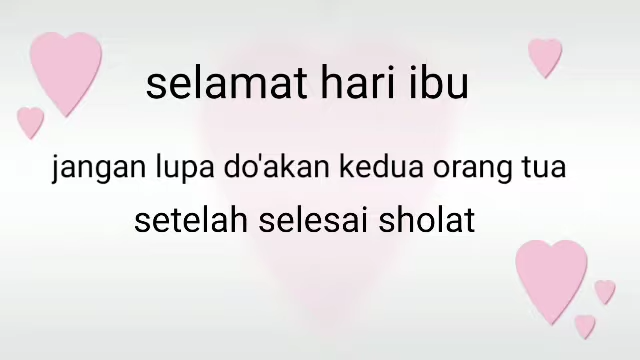 selamat hari ibu
jangan lupa do'akan kedua orang tua
setelah selesai sholat